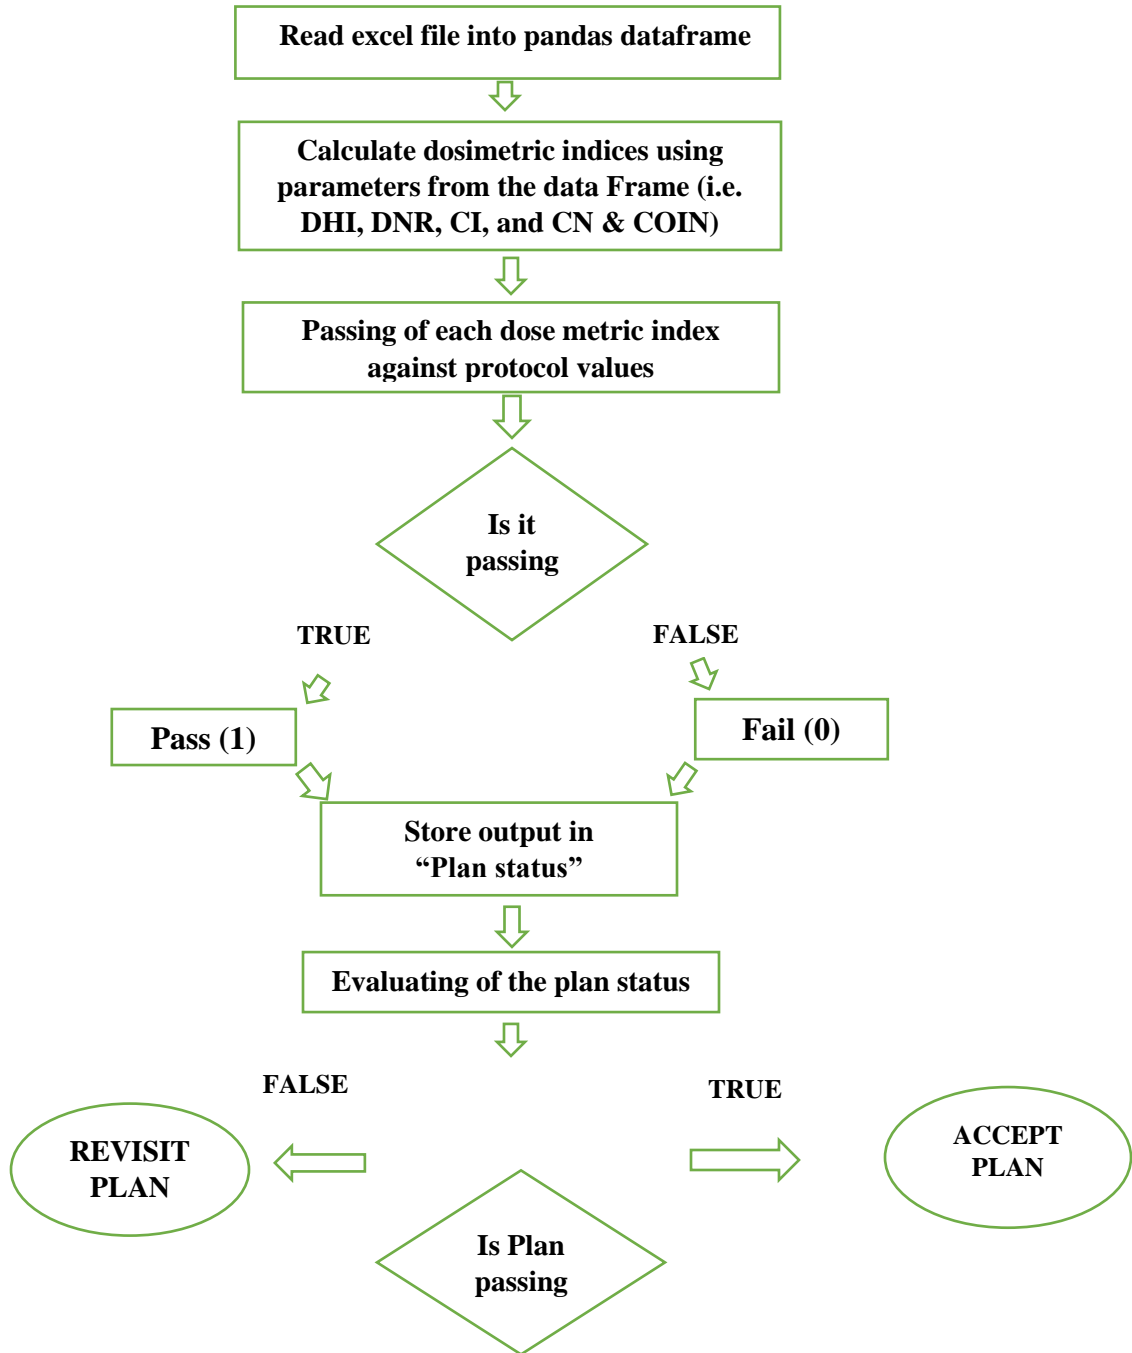 Read excel file into pandas dataframe
Calculate dosimetric indices using
parameters from the data Frame (i.e.
DHI, DNR, CI, and CN & COIN)
Passing of each dose metric index
against protocol values
Is it
passing
TRUE
FALSE
Pass (1)
Fail (0)
Store output in
“Plan status”
Evaluating of the plan status
FALSE
TRUE
REVISIT
PLAN
ACCEPT
PLAN
Is Plan
passing